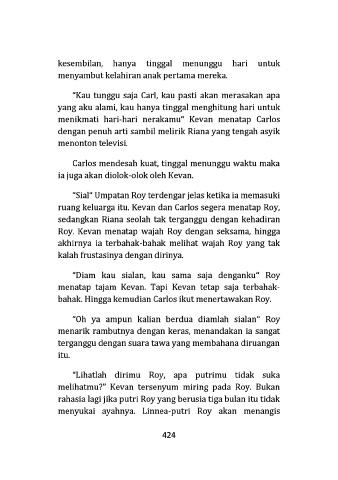 kesembilan, hanya tinggal menunggu hari untuk
menyambut kelahiran anak pertama mereka.
"Kau tunggu saja Carl, kau pasti akan merasakan apa
yang aku alami, kau hanya tinggal menghitung hari untuk
menikmati hari-hari nerakamu" Kevan menatap Carlos
dengan penuh arti sambil melirik Riana yang tengah asyik
menonton televisi.
Carlos mendesah kuat, tinggal menunggu waktu maka
ia juga akan diolok-olok oleh Kevan.
"Sial" Umpatan Roy terdengar jelas ketika ia memasuki
ruang keluarga itu. Kevan dan Carlos segera menatap Roy,
sedangkan Riana seolah tak terganggu dengan kehadiran
Roy. Kevan menatap wajah Roy dengan seksama, hingga
akhirnya ia terbahak-bahak melihat wajah Roy yang tak
kalah frustasinya dengan dirinya.
"Diam kau sialan, kau sama saja denganku" Roy
menatap tajam Kevan. Tapi Kevan tetap saja terbahak-
bahak. Hingga kemudian Carlos ikut menertawakan Roy.
"Oh ya ampun kalian berdua diamlah sialan" Roy
menarik rambutnya dengan keras, menandakan ia sangat
terganggu dengan suara tawa yang membahana diruangan
itu.
"Lihatlah dirimu Roy, apa putrimu tidak suka
melihatmu?" Kevan tersenyum miring pada Roy. Bukan
rahasia lagi jika putri Roy yang berusia tiga bulan itu tidak
menyukai ayahnya. Linnea-putri Roy akan menangis
424